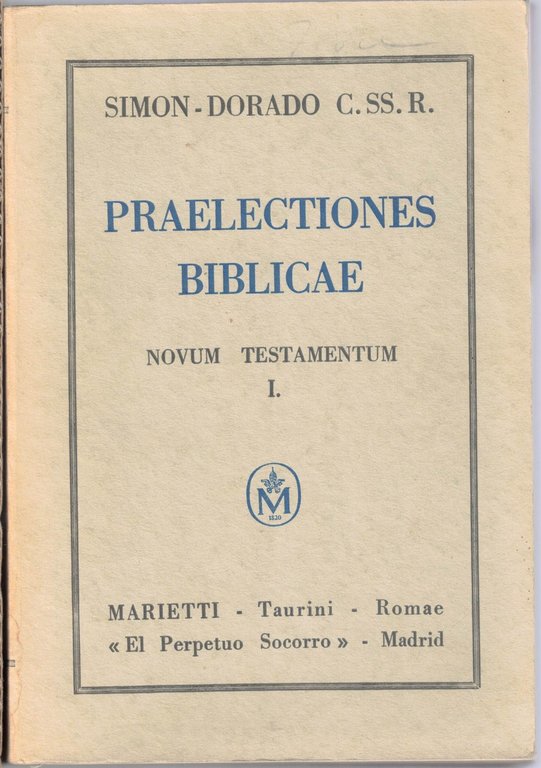 SIMON-DORADO C.SS.R.
PRAELECTIONES
BIBLICAE
NOVUM TESTAMENTUM
I.
M
1820
MARIETTI - Taurini - Romae
« El Perpetuo Socorro » - Madrid